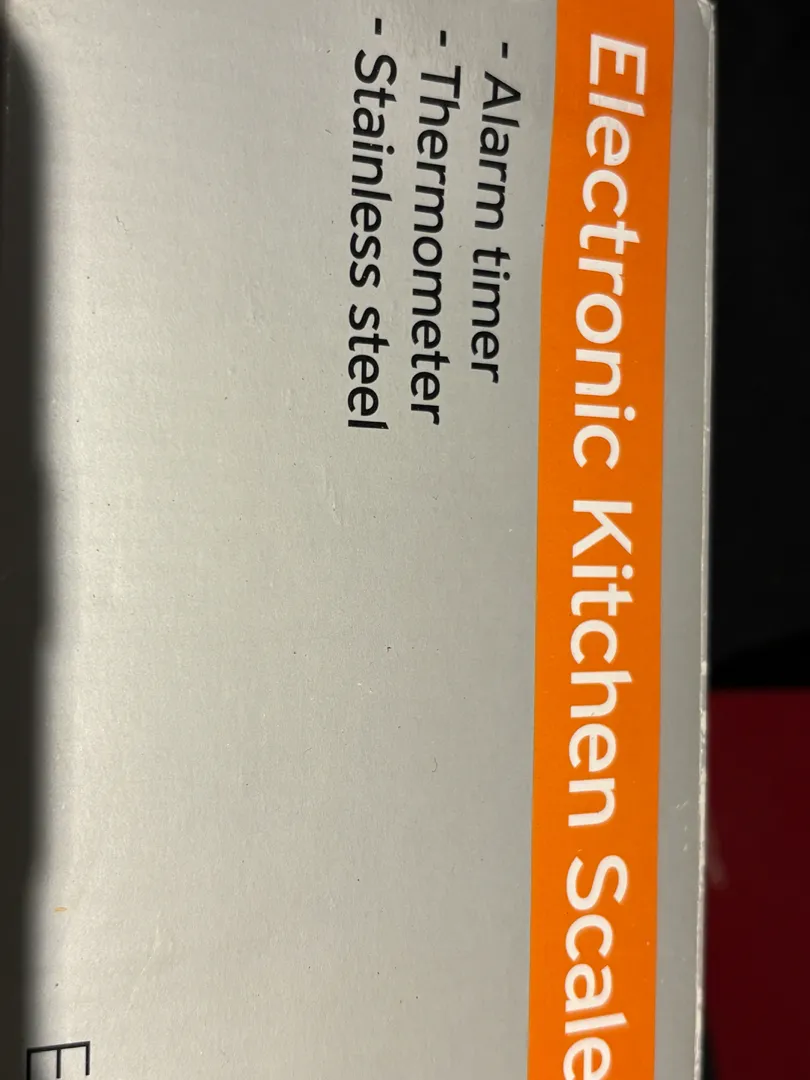 Electronic Kitchen Scale
- Alarm timer
- Thermometer
- Stainless steel